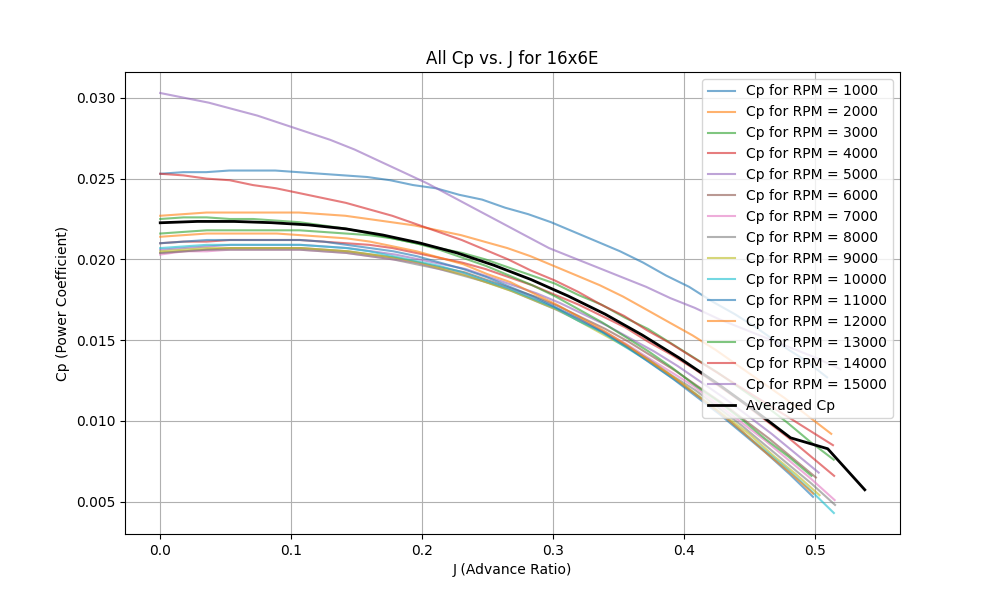 All Cp vs. J for 16x6E
Cp (Power Coefficient)
0.030
0.025
0.020
0.015
0.010
0.005
0.0 0.1 0.2 0.3 0.4 0.5
J (Advance Ratio)
Cp for RPM = 1000
Cp for RPM = 2000
Cp for RPM = 3000
Cp for RPM = 4000
Cp for RPM = 5000
Cp for RPM = 6000
Cp for RPM = 7000
Cp for RPM = 8000
Cp for RPM = 9000
Cp for RPM = 10000
Cp for RPM = 11000
Cp for RPM = 12000
Cp for RPM = 13000
Cp for RPM = 14000
Cp for RPM = 15000
Averaged Cp